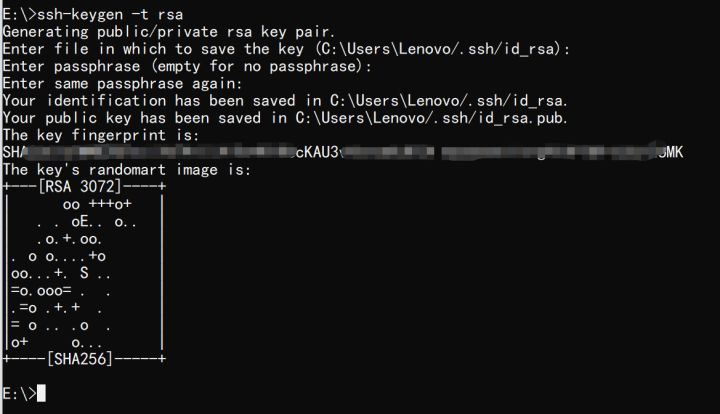 E:\>ssh-keygen -t rsa
Generating public/private rsa key pair.
Enter file in which to save the key (C:\Users\Lenovo/.ssh/id_rsa):
Enter passphrase (empty for no passphrase):
Enter same passphrase again:
Your identification has been saved in C:\Users\Lenovo/.ssh/id_rsa.
Your public key has been saved in C:\Users\Lenovo/.ssh/id_rsa.pub.
The key fingerprint is:
The key's randomart image is:
+---[RSA 3072]----+
|      oo +++o+   |
|   . . oE.. o..  |
|   .o.+.oo.      |
|. o o....+o      |
|oo...+. S ..     |
|=o.ooo= .  .     |
|.=o .+.+  .      |
|= o .. .o  .     |
|o+     o...      |
+----[SHA256]-----+
E:\>